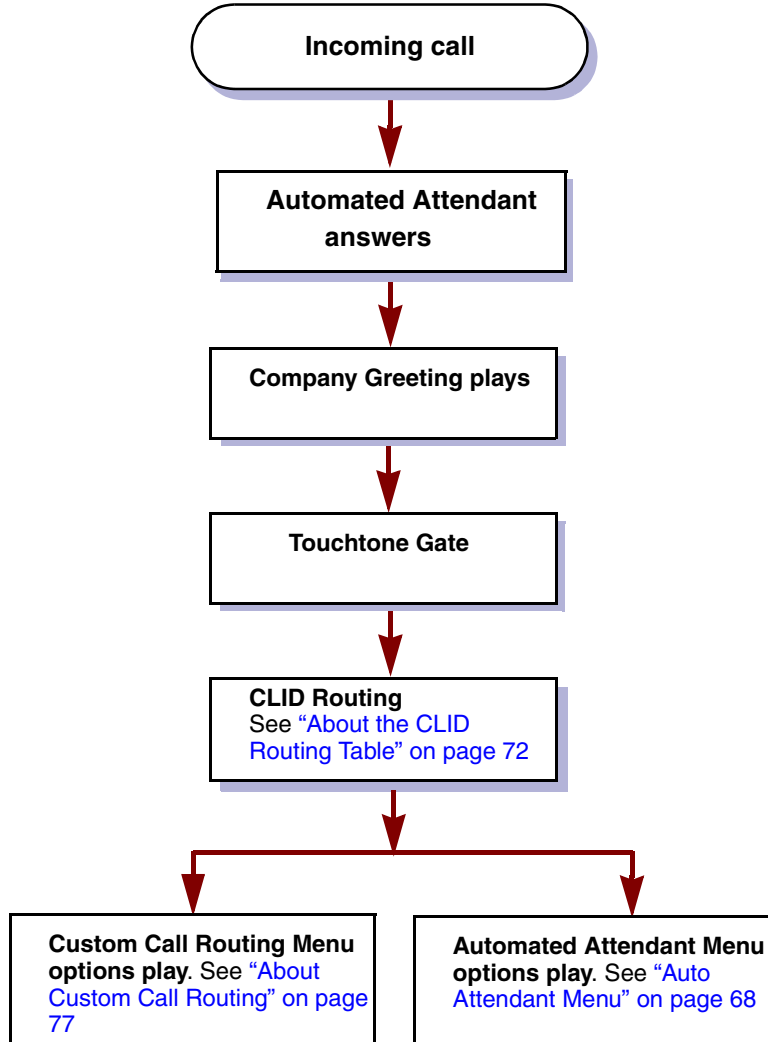 Incoming call
Automated Attendant
answers
Company Greeting plays
Touchtone Gate
CLID Routing
See “About the CLID
Routing Table” on page 72
Custom Call Routing Menu
options play. See “About
Custom Call Routing” on page
77
Automated Attendant Menu
options play. See “Auto
Attendant Menu” on page 68